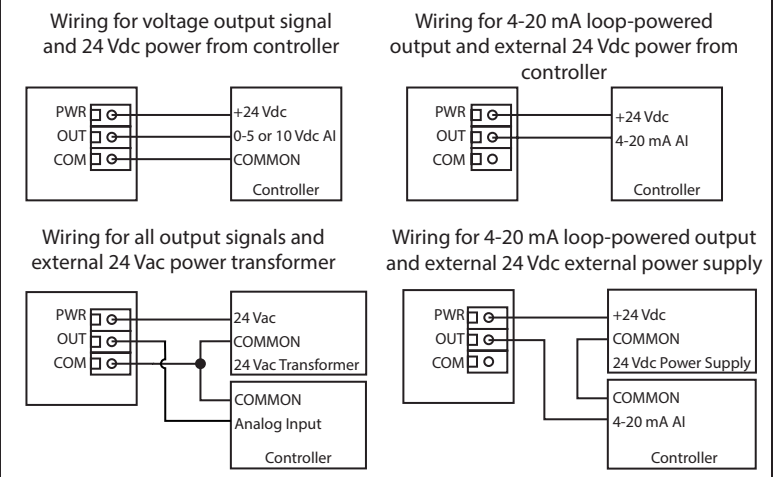 Wiring for voltage output signal
and 24 Vdc power from controller
PWR
OUT
COM
+24 Vdc
0-5 or 10 Vdc AI
COMMON
Controller
Wiring for 4-20 mA loop-powered
output and external 24 Vdc power from
controller
PWR
OUT
COM
+24 Vdc
4-20 mA AI
Controller
Wiring for all output signals and
external 24 Vac power transformer
PWR
OUT
COM
24 Vac
COMMON
24 Vac Transformer
COMMON
Analog Input
Controller
Wiring for 4-20 mA loop-powered output
and external 24 Vdc external power supply
PWR
OUT
COM
+24 Vdc
COMMON
24 Vdc Power Supply
COMMON
4-20 mA AI
Controller